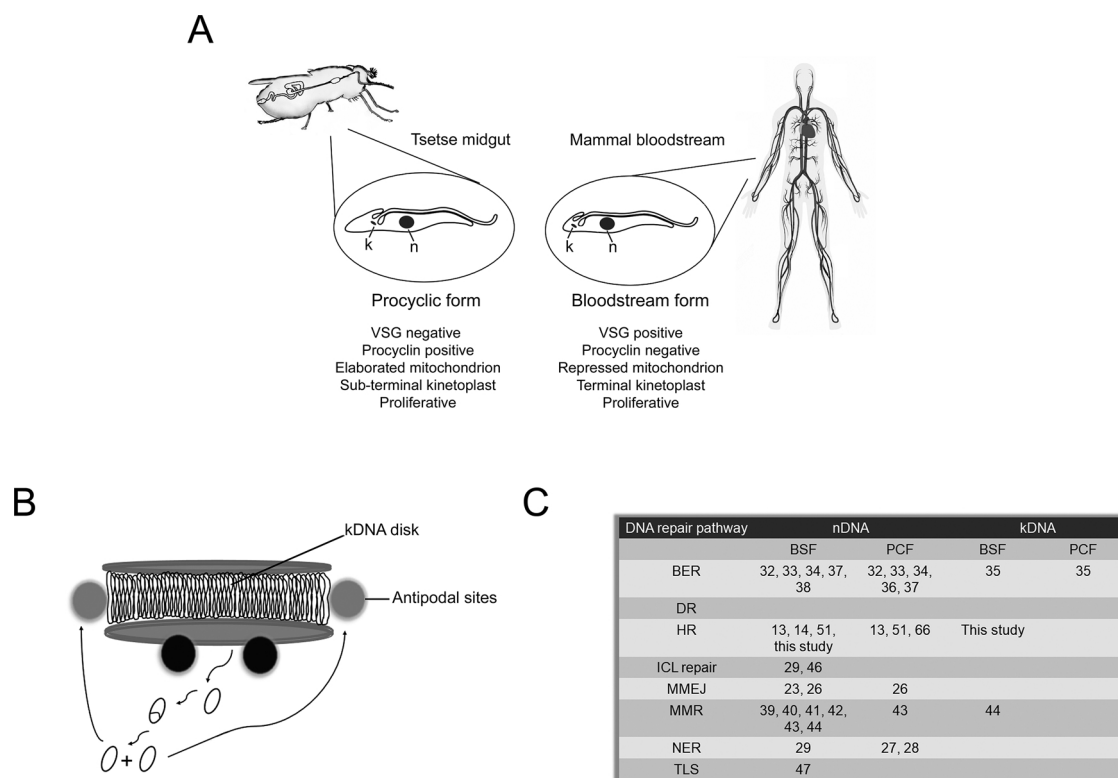 A
Tsetse midgut
Mammal bloodstream
k
n
k
n
Procyclic form
VSG negative
Procyclin positive
Elaborated mitochondrion
Sub-terminal kinetoplast
Proliferative
Bloodstream form
VSG positive
Procyclin negative
Repressed mitochondrion
Terminal kinetoplast
Proliferative
B
kDNA disk
Antipodal sites
+
C
DNA repair pathway nDNA kDNA
BSF PCF BSF PCF
BER 32, 33, 34, 37, 32, 33, 34, 35 35
38 36, 37
DR
HR 13, 14, 51, 13, 51, 66 This study
this study
ICL repair 29, 46
MMEJ 23, 26 26
MMR 39, 40, 41, 42, 43 44
43, 44
NER 29 27, 28
TLS 47